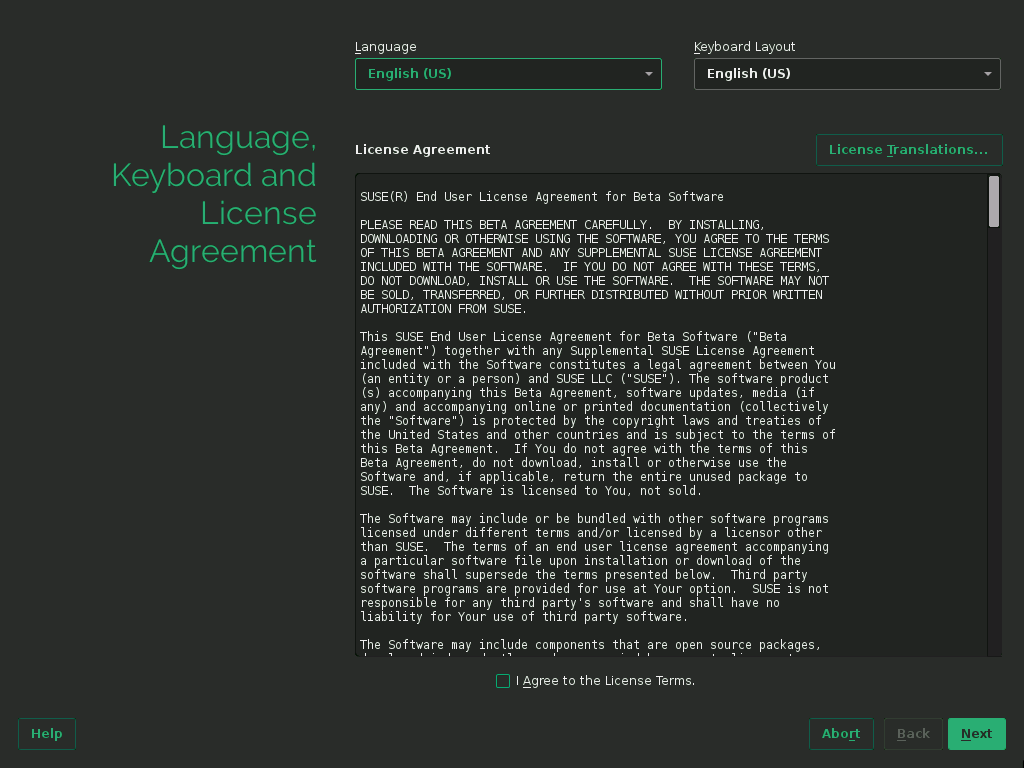 Language
Keyboard Layout
English (US)
English (US)
Language,
Keyboard and
License
Agreement
License Agreement
License Translations...
SUSE(R) End User License Agreement for Beta Software
PLEASE READ THIS BETA AGREEMENT CAREFULLY.  BY INSTALLING,
DOWNLOADING OR OTHERWISE USING THE SOFTWARE, YOU AGREE TO THE TERMS
OF THIS BETA AGREEMENT AND ANY SUPPLEMENTAL SUSE LICENSE AGREEMENT
INCLUDED WITH THE SOFTWARE.  IF YOU DO NOT AGREE WITH THESE TERMS,
DO NOT DOWNLOAD, INSTALL OR USE THE SOFTWARE.  THE SOFTWARE MAY NOT
BE SOLD, TRANSFERRED, OR FURTHER DISTRIBUTED WITHOUT PRIOR WRITTEN
AUTHORIZATION FROM SUSE.
This SUSE End User License Agreement for Beta Software ("Beta
Agreement") together with any Supplemental SUSE License Agreement
included with the Software constitutes a legal agreement between You
(an entity or a person) and SUSE LLC ("SUSE"). The software product
(s) accompanying this Beta Agreement, software updates, media (if
any) and accompanying online or printed documentation (collectively
the "Software") is protected by the copyright laws and treaties of
the United States and other countries and is subject to the terms of
this Beta Agreement.  If You do not agree with the terms of this
Beta Agreement, do not download, install or otherwise use the
Software and, if applicable, return the entire unused package to
SUSE.  The Software is licensed to You, not sold.
The Software may include or be bundled with other software programs
licensed under different terms and/or licensed by a licensor other
than SUSE.  The terms of an end user license agreement accompanying
a particular software file upon installation or download of the
software shall supersede the terms presented below.  Third party
software programs are provided for use at Your option.  SUSE is not
responsible for any third party's software and shall have no
liability for Your use of third party software.
The Software may include components that are open source packages,
I Agree to the License Terms.
Help
Abort
Back
Next